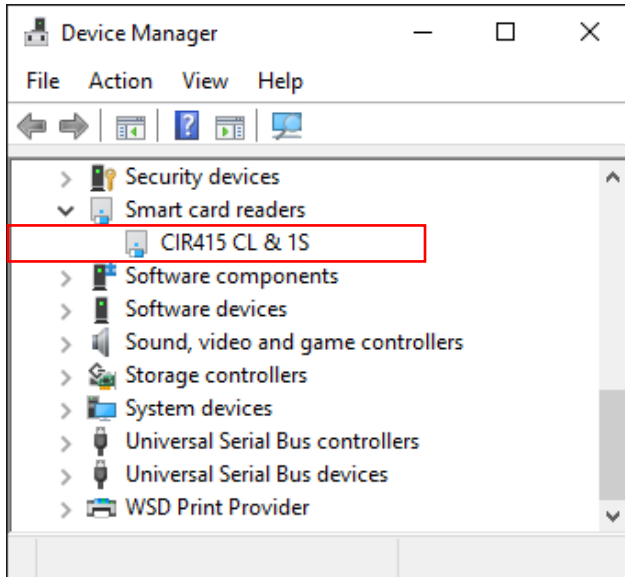 Device Manager
File Action View Help
Security devices
Smart card readers
CIR415 CL & 1S
Software components
Software devices
Sound, video and game controllers
Storage controllers
System devices
Universal Serial Bus controllers
Universal Serial Bus devices
WSD Print Provider